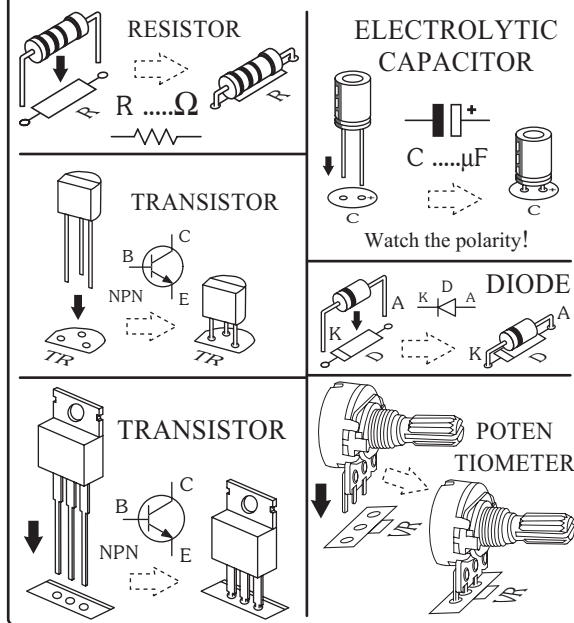 RESISTOR
R .....Ω
R
R
ELECTROLYTIC
CAPACITOR
+
C .....μF
+
C
+
C
Watch the polarity!
TRANSISTOR
C
B
E
NPN
TR
TR
DIODE
D
K
A
A
K
D
A
K
D
TRANSISTOR
C
B
E
NPN
POTEN
TIOMETER
VR
VR